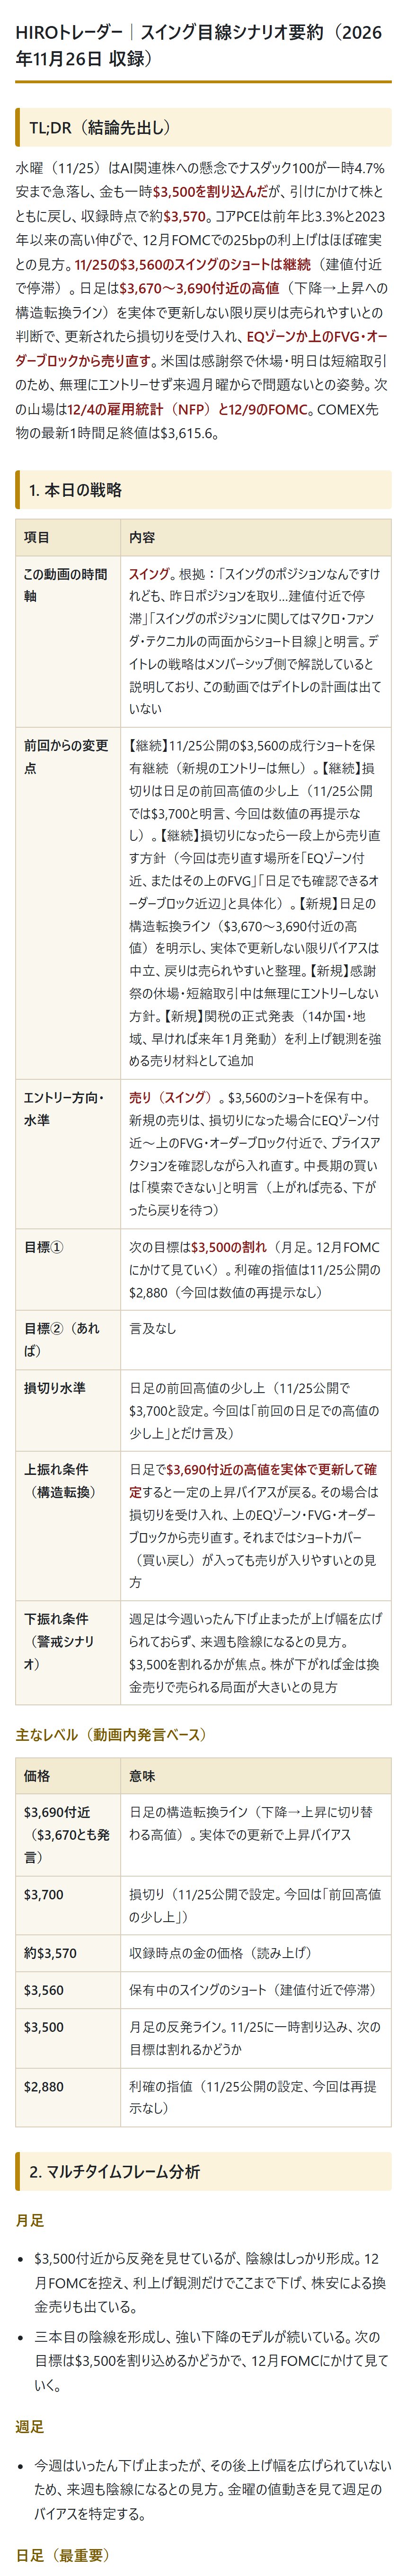 HIROトレーダー｜スイング目線シナリオ要約（2026
年11月26日 収録）
TL;DR（結論先出し）
水曜（11/25）はAI関連株への懸念でナスダック100が一時4.7%
安まで急落し、金も一時$3,500を割り込んだが、引けにかけて株と
ともに戻し、収録時点で約$3,570。コアPCEは前年比3.3%と2023
年以来の高い伸びで、12月FOMCでの25bpの利上げはほぼ確実
との見方。11/25の$3,560のスイングのショートは継続（建値付近
で停滞）。日足は$3,670〜3,690付近の高値（下降→上昇への
構造転換ライン）を実体で更新しない限り戻りは売られやすいとの
判断で、更新されたら損切りを受け入れ、EQゾーンか上のFVG・オー
ダーブロックから売り直す。米国は感謝祭で休場・明日は短縮取引
のため、無理にエントリーせず来週月曜からで問題ないとの姿勢。次
の山場は12/4の雇用統計（NFP）と12/9のFOMC。COMEX先
物の最新1時間足終値は$3,615.6。
1. 本日の戦略
項目 内容
この動画の時間
軸
スイング。根拠：「スイングのポジションなんですけ
れども、昨日ポジションを取り…建値付近で停
滞」「スイングのポジションに関してはマクロ・ファン
ダ・テクニカルの両面からショート目線」と明言。デ
イトレの戦略はメンバーシップ側で解説していると
説明しており、この動画ではデイトレの計画は出て
いない
前回からの変更
点
【継続】11/25公開の$3,560の成行ショートを保
有継続（新規のエントリーは無し）。【継続】損
切りは日足の前回高値の少し上（11/25公開
では$3,700と明言、今回は数値の再提示な
し）。【継続】損切りになったら一段上から売り直
す方針（今回は売り直す場所を「EQゾーン付
近、またはその上のFVG」「日足でも確認できるオ
ーダーブロック近辺」と具体化）。【新規】日足の
構造転換ライン（$3,670〜3,690付近の高
値）を明示し、実体で更新しない限りバイアスは
中立、戻りは売られやすいと整理。【新規】感謝
祭の休場・短縮取引中は無理にエントリーしない
方針。【新規】関税の正式発表（14か国・地
域、早ければ来年1月発動）を利上げ観測を強
める売り材料として追加
エントリー方向・
水準
売り（スイング）。$3,560のショートを保有中。
新規の売りは、損切りになった場合にEQゾーン付
近〜上のFVG・オーダーブロック付近で、プライスア
クションを確認しながら入れ直す。中長期の買い
は「模索できない」と明言（上がれば売る、下が
ったら戻りを待つ）
目標①
次の目標は$3,500の割れ（月足。12月FOMC
にかけて見ていく）。利確の指値は11/25公開の
$2,880（今回は数値の再提示なし）
目標②（あれ
ば）
言及なし
損切り水準
日足の前回高値の少し上（11/25公開で
$3,700と設定。今回は「前回の日足での高値の
少し上」とだけ言及）
上振れ条件
（構造転換）
日足で$3,690付近の高値を実体で更新して確
定すると一定の上昇バイアスが戻る。その場合は
損切りを受け入れ、上のEQゾーン・FVG・オーダー
ブロックから売り直す。それまではショートカバー
（買い戻し）が入っても売りが入りやすいとの見
方
下振れ条件
（警戒シナリ
オ）
週足は今週いったん下げ止まったが上げ幅を広げ
られておらず、来週も陰線になるとの見方。
$3,500を割れるかが焦点。株が下がれば金は換
金売りで売られる局面が大きいとの見方
主なレベル（動画内発言ベース）
価格 意味
$3,690付近
（$3,670とも発
言）
日足の構造転換ライン（下降→上昇に切り替
わる高値）。実体での更新で上昇バイアス
$3,700
損切り（11/25公開で設定。今回は「前回高値
の少し上」）
約$3,570 収録時点の金の価格（読み上げ）
$3,560 保有中のスイングのショート（建値付近で停滞）
$3,500
月足の反発ライン。11/25に一時割り込み、次の
目標は割れるかどうか
$2,880
利確の指値（11/25公開の設定、今回は再提
示なし）
2. マルチタイムフレーム分析
月足
• $3,500付近から反発を見せているが、陰線はしっかり形成。12
月FOMCを控え、利上げ観測だけでここまで下げ、株安による換
金売りも出ている。
• 三本目の陰線を形成し、強い下降のモデルが続いている。次の
目標は$3,500を割り込めるかどうかで、12月FOMCにかけて見て
いく。
週足
• 今週はいったん下げ止まったが、その後上げ幅を広げられていない
ため、来週も陰線になるとの見方。金曜の値動きを見て週足の
バイアスを特定する。
日足（最重要）